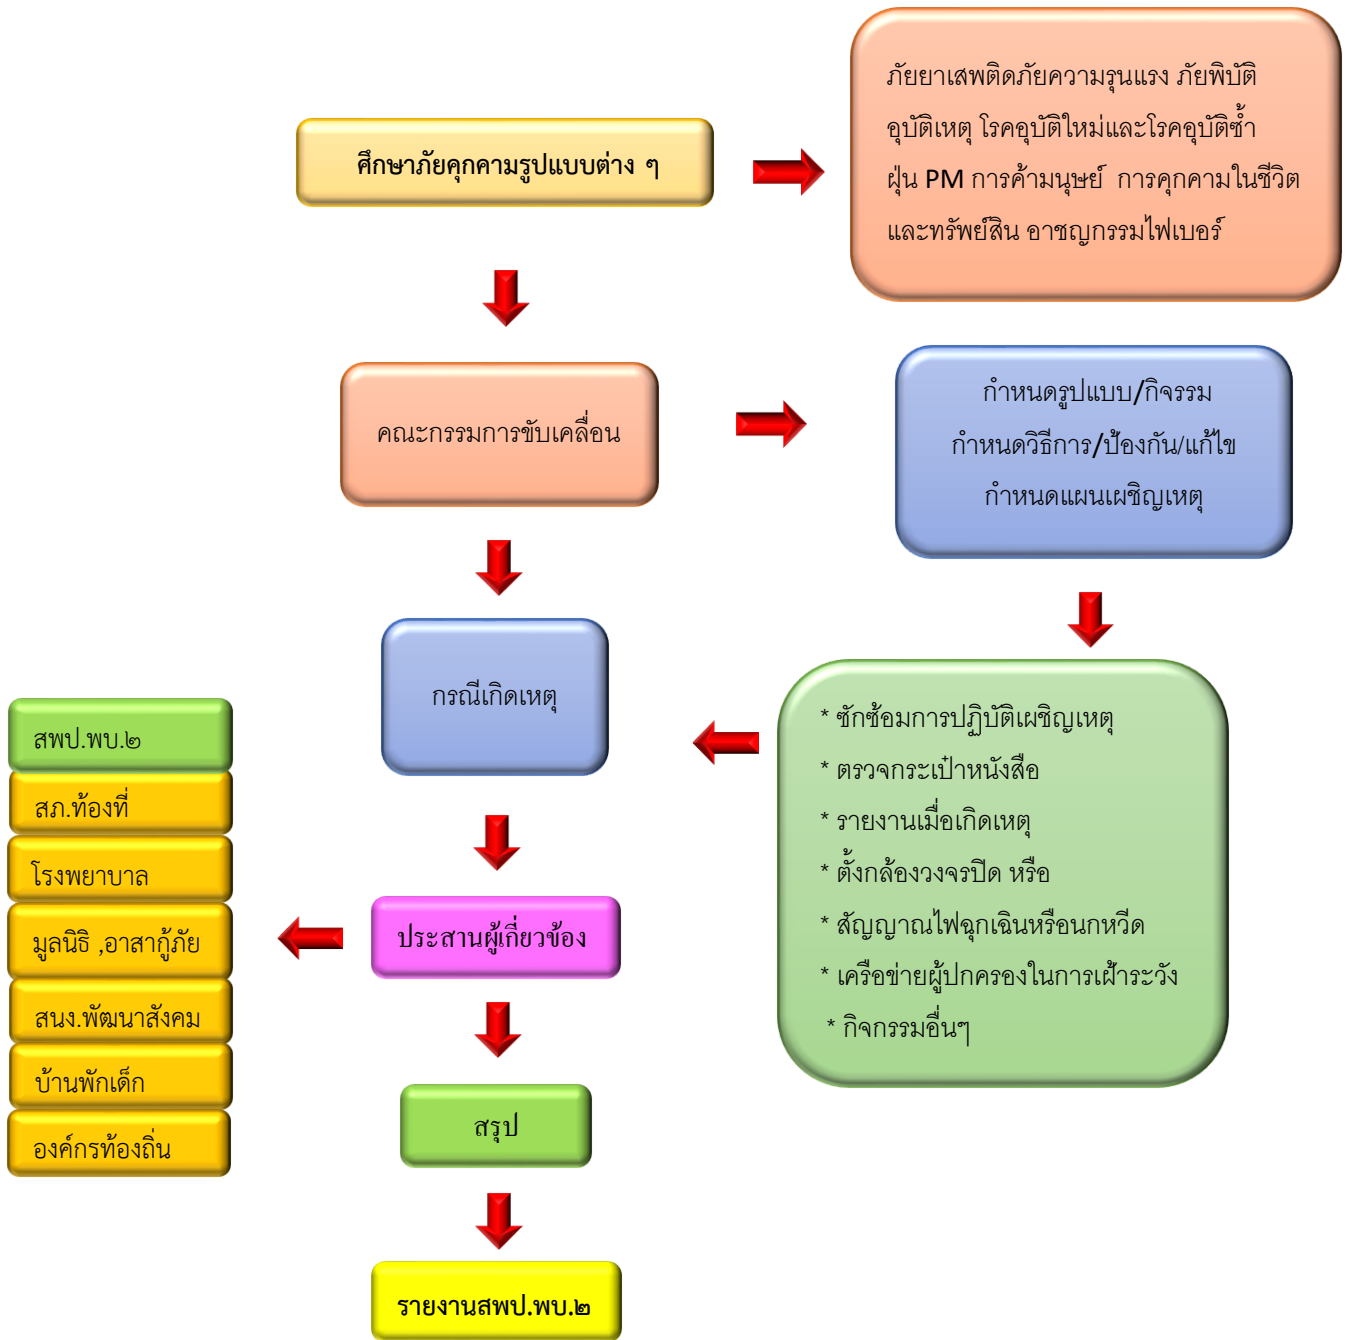 ศึกษาภัยคุกคามรูปแบบต่าง ๆ
ภัยยาเสพติดภัยความรุนแรง ภัยพิบัติ
อุบัติเหตุ โรคอุบัติใหม่และโรคอุบัติซ้ำ
ฝุ่น PM การค้ามนุษย์ การคุกคามในชีวิต
และทรัพย์สิน อาชญกรรมไฟเบอร์
คณะกรรมการขับเคลื่อน
กำหนดรูปแบบ/กิจรรม
กำหนดวิธีการ/ป้องกัน/แก้ไข
กำหนดแผนเผชิญเหตุ
กรณีเกิดเหตุ
* ซักซ้อมการปฏิบัติเผชิญเหตุ
* ตรวจกระเป๋าหนังสือ
* รายงานเมื่อเกิดเหตุ
* ตั้งกล้องวงจรปิด หรือ
* สัญญาณไฟฉุกเฉินหรือนกหวีด
* เครือข่ายผู้ปกครองในการเฝ้าระวัง
* กิจกรรมอื่นๆ
ประสานผู้เกี่ยวข้อง
สพป.พบ.๒
สภ.ท้องที่
โรงพยาบาล
มูลนิธิ ,อาสากู้ภัย
สนง.พัฒนาสังคม
บ้านพักเด็ก
องค์กรท้องถิ่น
สรุป
รายงานสพป.พบ.๒